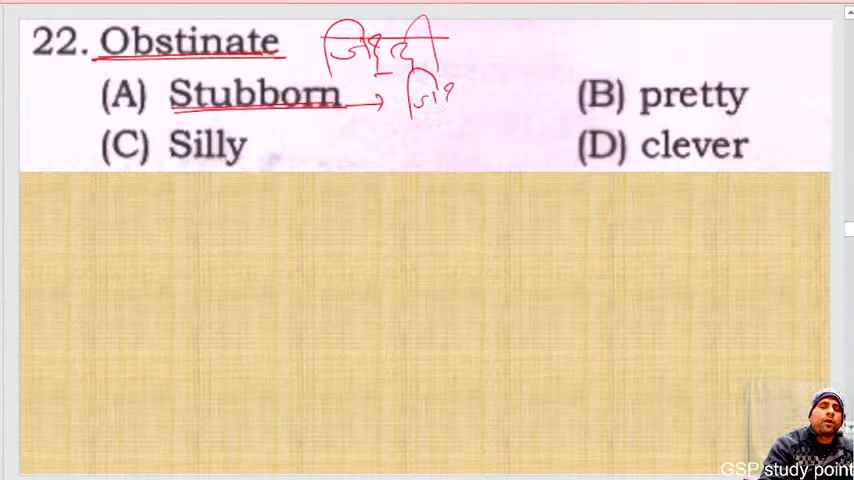 22. Obstinate जिद्दी
(A) Stubborn → (B) pretty
(C) Silly (D) clever
GSP study point